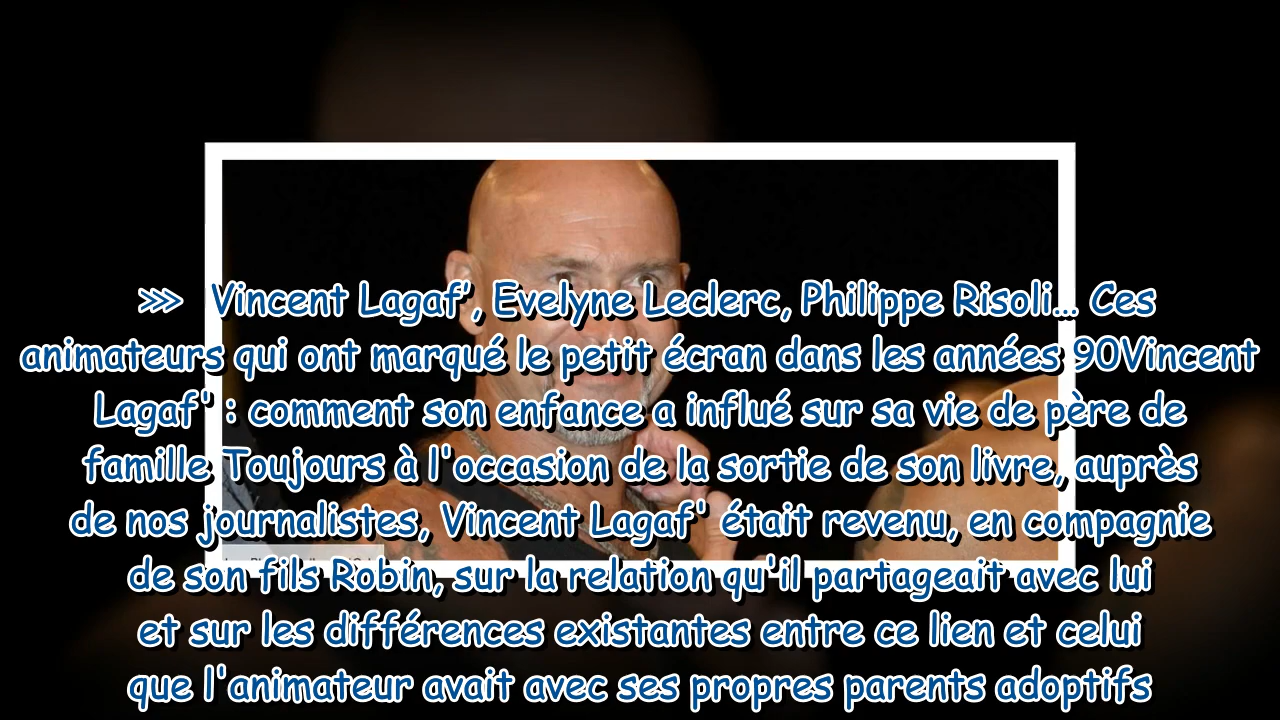 >>> Vincent Lagaf’, Evelyne Leclerc, Philippe Risoli... Ces
animateurs qui ont marqué le petit écran dans les années 90Vincent
Lagaf' : comment son enfance a influé sur sa vie de père de
famille Toujours à l'occasion de la sortie de son livre, auprès
de nos journalistes, Vincent Lagaf' était revenu, en compagnie
de son fils Robin, sur la relation qu'il partageait avec lui
et sur les différences existantes entre ce lien et celui
que l'animateur avait avec ses propres parents adoptifs